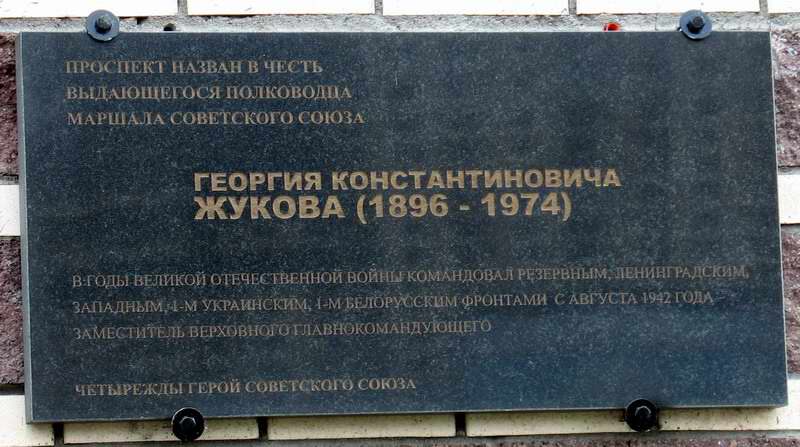 ПРОСПЕКТ НАЗВАН В ЧЕСТЬ
ВЫДАЮЩЕГОСЯ ПОЛКОВОДЦА
МАРШАЛА СОВЕТСКОГО СОЮЗА
ГЕОРГИЯ КОНСТАНТИНОВИЧА
ЖУКОВА (1896 - 1974)
В ГОДЫ ВЕЛИКОЙ ОТЕЧЕСТВЕННОЙ ВОЙНЫ КОМАНДОВАЛ РЕЗЕРВНЫМ, ЛЕНИНГРАДСКИМ,
ЗАПАДНЫМ, 1-М УКРАИНСКИМ, 1-М БЕЛОРУССКИМ ФРОНТАМИ С АВГУСТА 1942 ГОДА -
ЗАМЕСТИТЕЛЬ ВЕРХОВНОГО ГЛАВНОКОМАНДУЮЩЕГО
ЧЕТЫРЕЖДЫ ГЕРОЙ СОВЕТСКОГО СОЮЗА